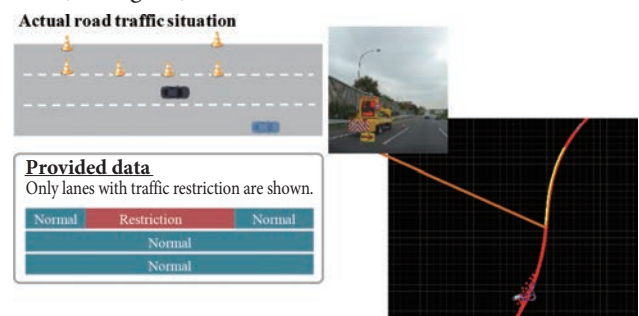 Actual road traffic situation
Provided data
Only lanes with traffic restriction are shown.
Normal Restriction Normal
Normal
Normal